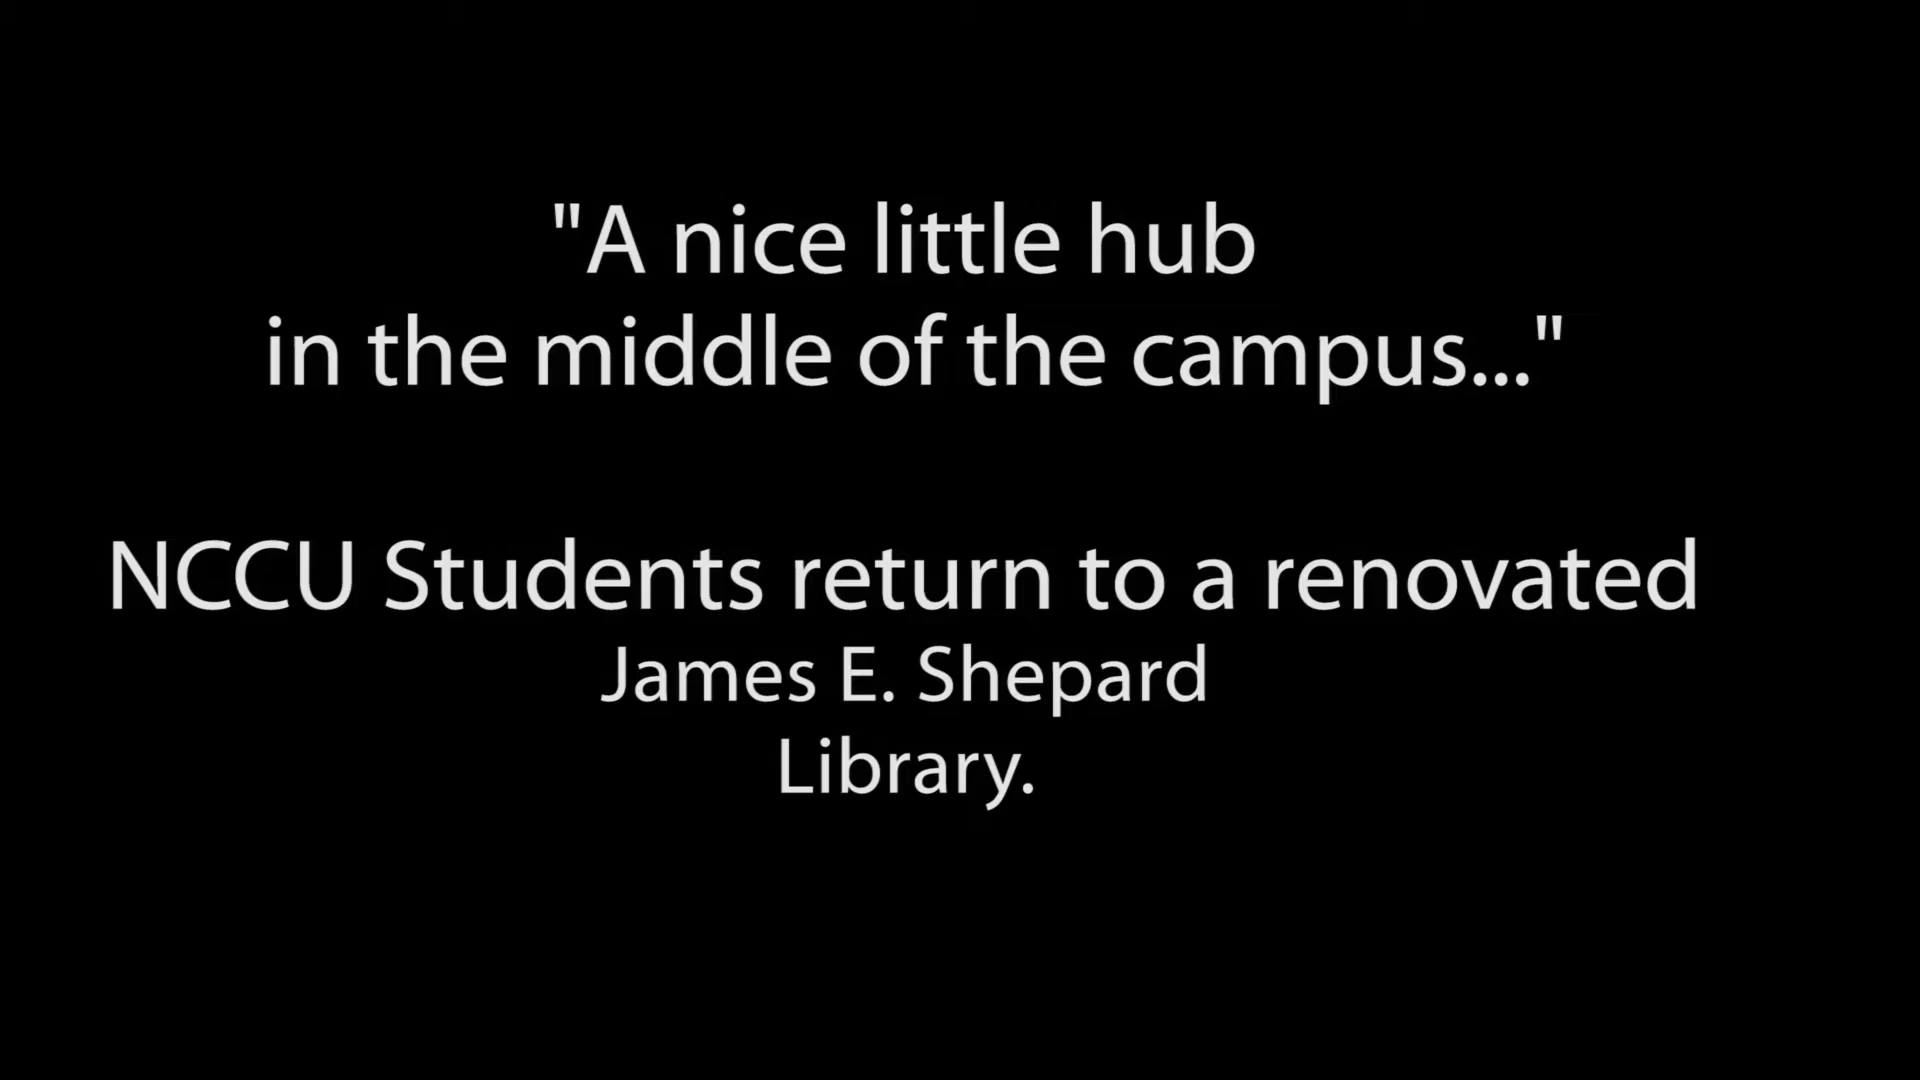 "A nice little hub
in the middle of the campus..."
NCCU Students return to a renovated
James E. Shepard
Library.